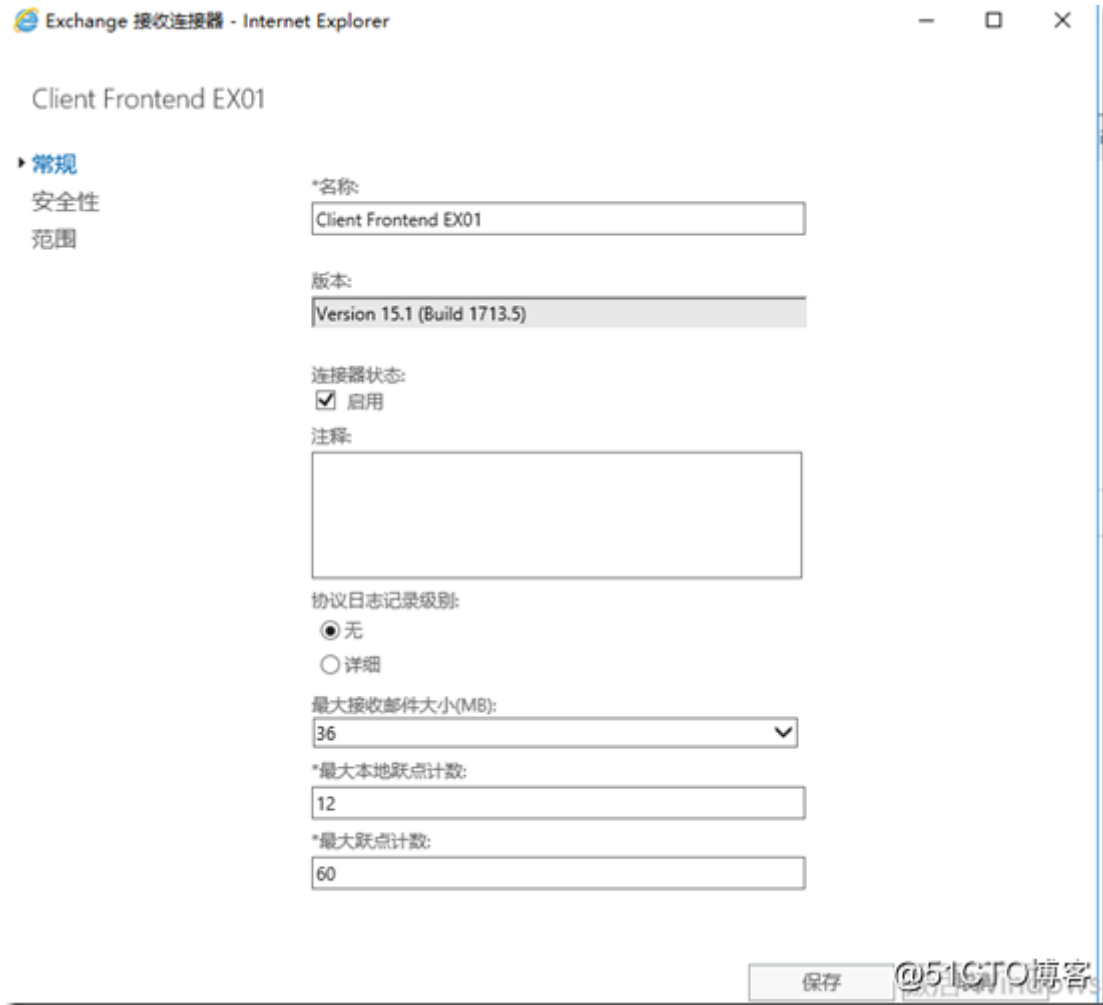 Exchange 接收连接器 - Internet Explorer
Client Frontend EX01
常规
安全性
范围
*名称:
Client Frontend EX01
版本:
Version 15.1 (Build 1713.5)
连接器状态:
启用
注释:
协议日志记录级别:
无
详细
最大接收邮件大小(MB):
36
*最大本地跃点计数:
12
*最大跃点计数:
60
保存
@51CTO博客